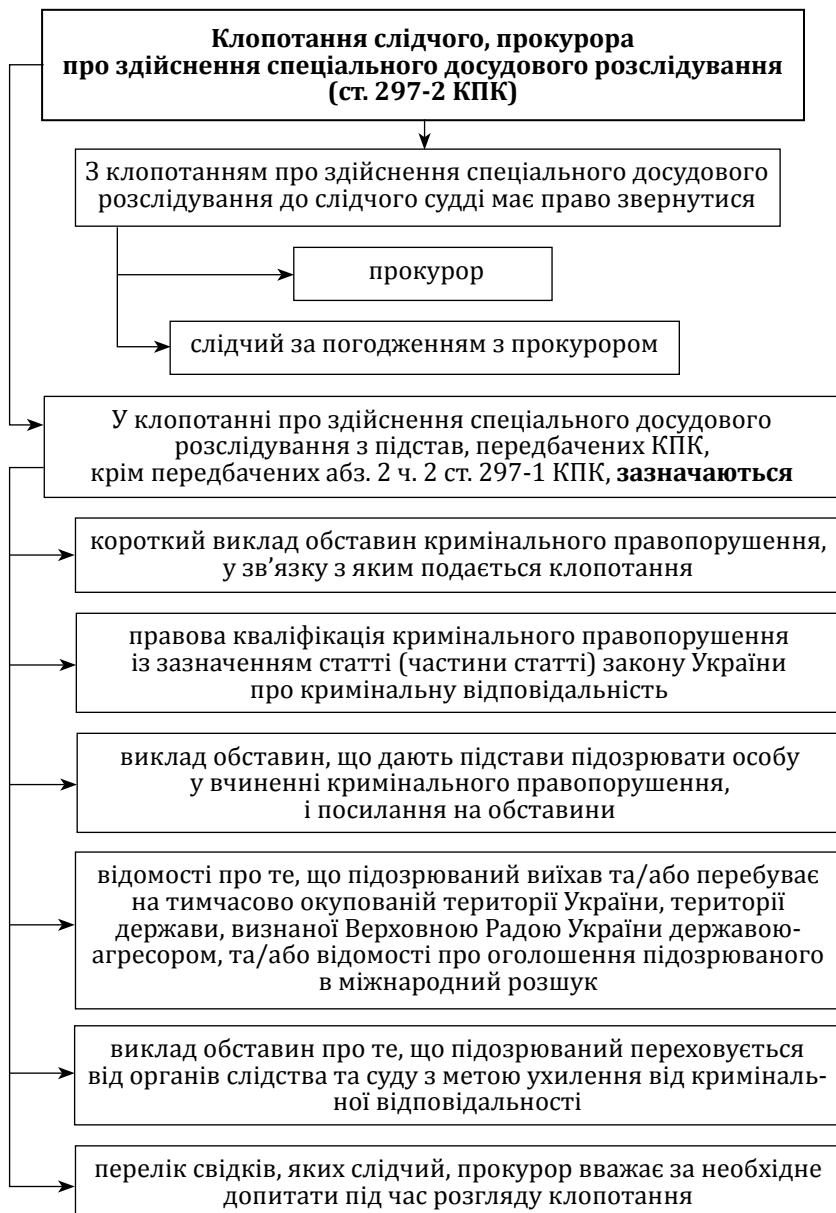 Клопотання слідчого, прокурора
про здійснення спеціального досудового розслідування
(ст. 297-2 КПК)
З клопотанням про здійснення спеціального досудового
розслідування до слідчого судді має право звернутися
прокурор
слідчий за погодженням з прокурором
У клопотанні про здійснення спеціального досудового
розслідування з підстав, передбачених КПК,
крім передбачених абз. 2 ч. 2 ст. 297-1 КПК, зазначаються
короткий виклад обставин кримінального правопорушення,
у зв’язку з яким подається клопотання
правова кваліфікація кримінального правопорушення
із зазначенням статті (частини статті) закону України
про кримінальну відповідальність
виклад обставин, що дають підстави підозрювати особу
у вчиненні кримінального правопорушення,
і посилання на обставини
відомості про те, що підозрюваний виїхав та/або перебуває
на тимчасово окупованій території України, території
держави, визнаної Верховною Радою України державою-
агресором, та/або відомості про оголошення підозрюваного
в міжнародний розшук
виклад обставин про те, що підозрюваний переховується
від органів слідства та суду з метою ухилення від криміналь-
ної відповідальності
перелік свідків, яких слідчий, прокурор вважає за необхідне
допитати під час розгляду клопотання